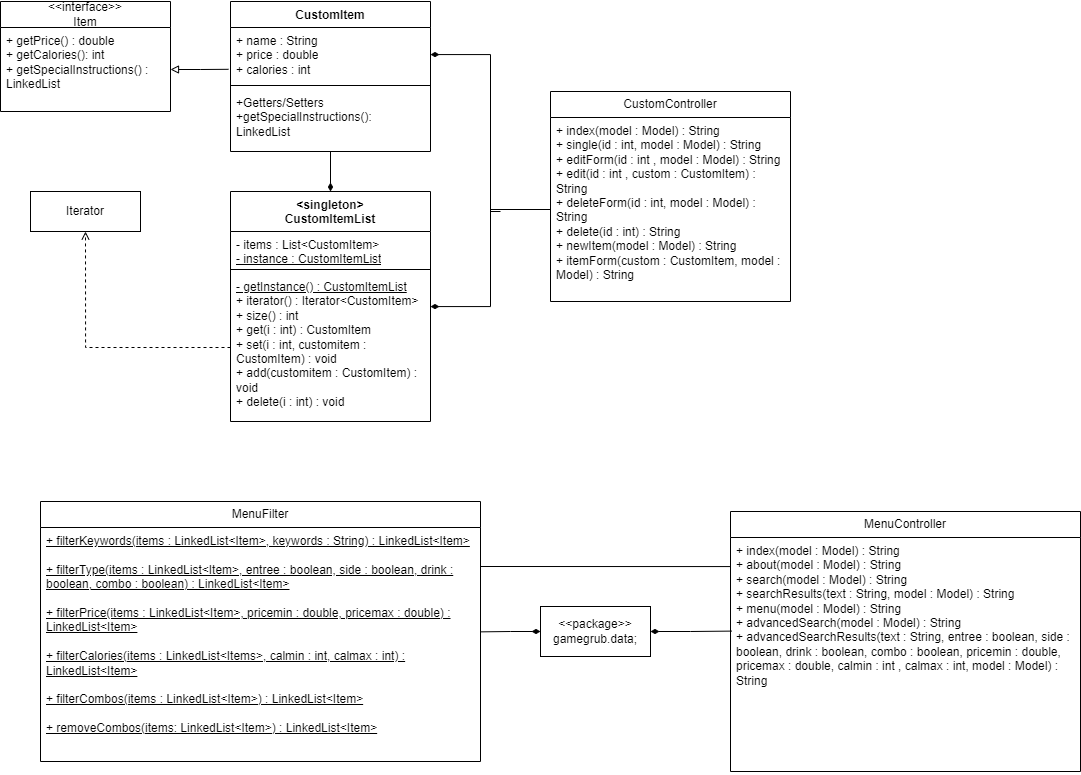 <<interface>>
Item
+ getPrice() : double
+ getCalories(): int
+ getSpecialInstructions() :
LinkedList
CustomItem
+ name : String
+ price : double
+ calories : int
+Getters/Setters
+getSpecialInstructions():
LinkedList
CustomController
+ index(model : Model) : String
+ single(id : int, model : Model) : String
+ editForm(id : int , model : Model) : String
+ edit(id : int , custom : CustomItem) :
String
+ deleteForm(id : int, model : Model) :
String
+ delete(id : int) : String
+ newItem(model : Model) : String
+ itemForm(custom : CustomItem, model :
Model) : String
Iterator
<singleton>
CustomItemList
- items : List<CustomItem>
- instance : CustomItemList
- getInstance() : CustomItemList
+ iterator() : Iterator<CustomItem>
+ size() : int
+ get(i : int) : CustomItem
+ set(i : int, customitem :
CustomItem) : void
+ add(customitem : CustomItem) :
void
+ delete(i : int) : void
MenuFilter
+ filterKeywords(items : LinkedList<Item>, keywords : String) : LinkedList<Item>
+ filterType(items : LinkedList<Item>, entree : boolean, side : boolean, drink :
boolean, combo : boolean) : LinkedList<Item>
+ filterPrice(items : LinkedList<Item>, pricemin : double, pricemax : double) :
LinkedList<Item>
+ filterCalories(items : LinkedList<Items>, calmin : int, calmax : int) :
LinkedList<Item>
+ filterCombos(items : LinkedList<Item>) : LinkedList<Item>
+ removeCombos(items: LinkedList<Item>) : LinkedList<Item>
<<package>>
gamegrub.data;
MenuController
+ index(model : Model) : String
+ about(model : Model) : String
+ search(model : Model) : String
+ searchResults(text : String, model : Model) : String
+ menu(model : Model) : String
+ advancedSearch(model : Model) : String
+ advancedSearchResults(text : String, entree : boolean, side :
boolean, drink : boolean, combo : boolean, pricemin : double,
pricemax : double, calmin : int , calmax : int, model : Model) :
String